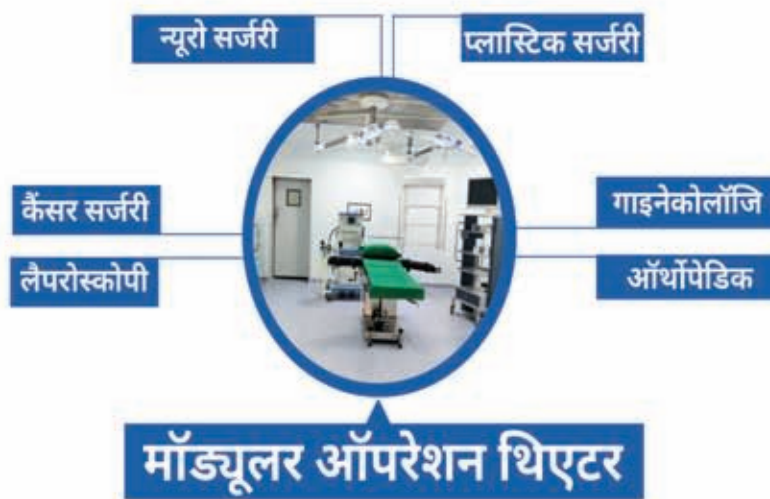 न्यूरो सर्जरी
प्लास्टिक सर्जरी
कैंसर सर्जरी
गाइनेकोलॉजि
लैपरोस्कोपी
ऑर्थोपेडिक
मॉड्यूलर ऑपरेशन थिएटर